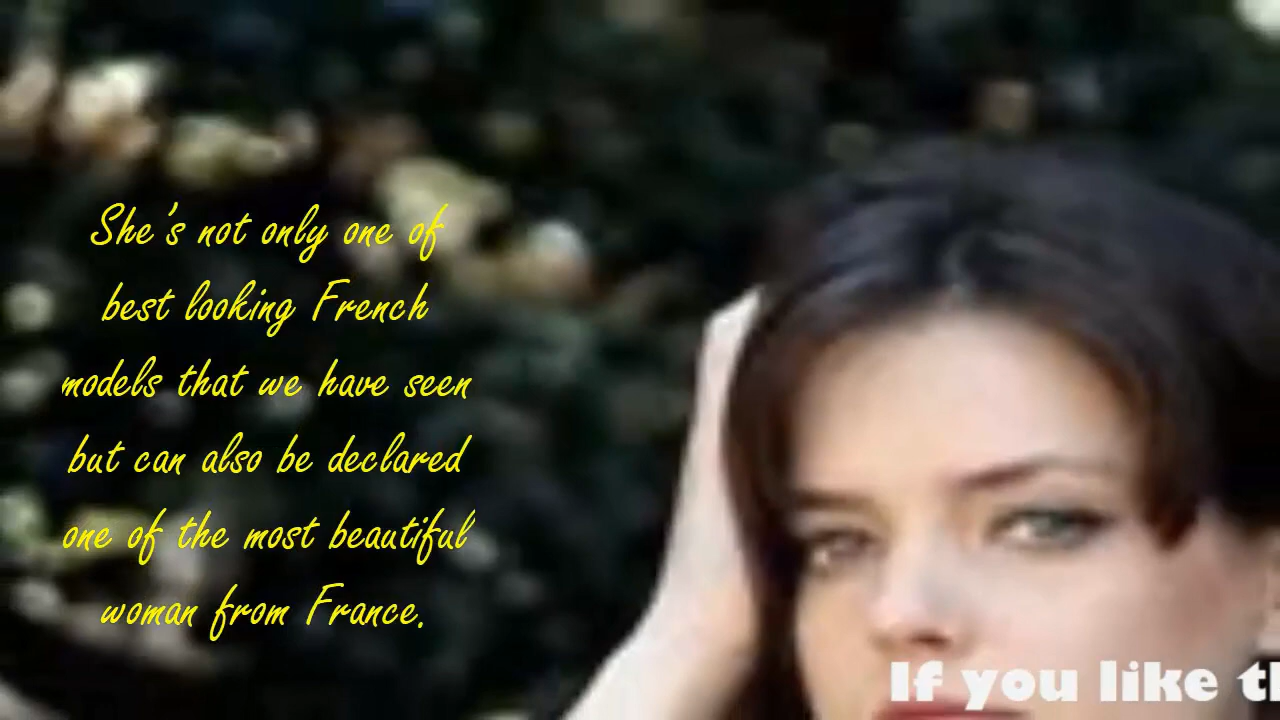 She's not only one of
best looking French
models that we have seen
but can also be declared
one of the most beautiful
woman from France.
If you like